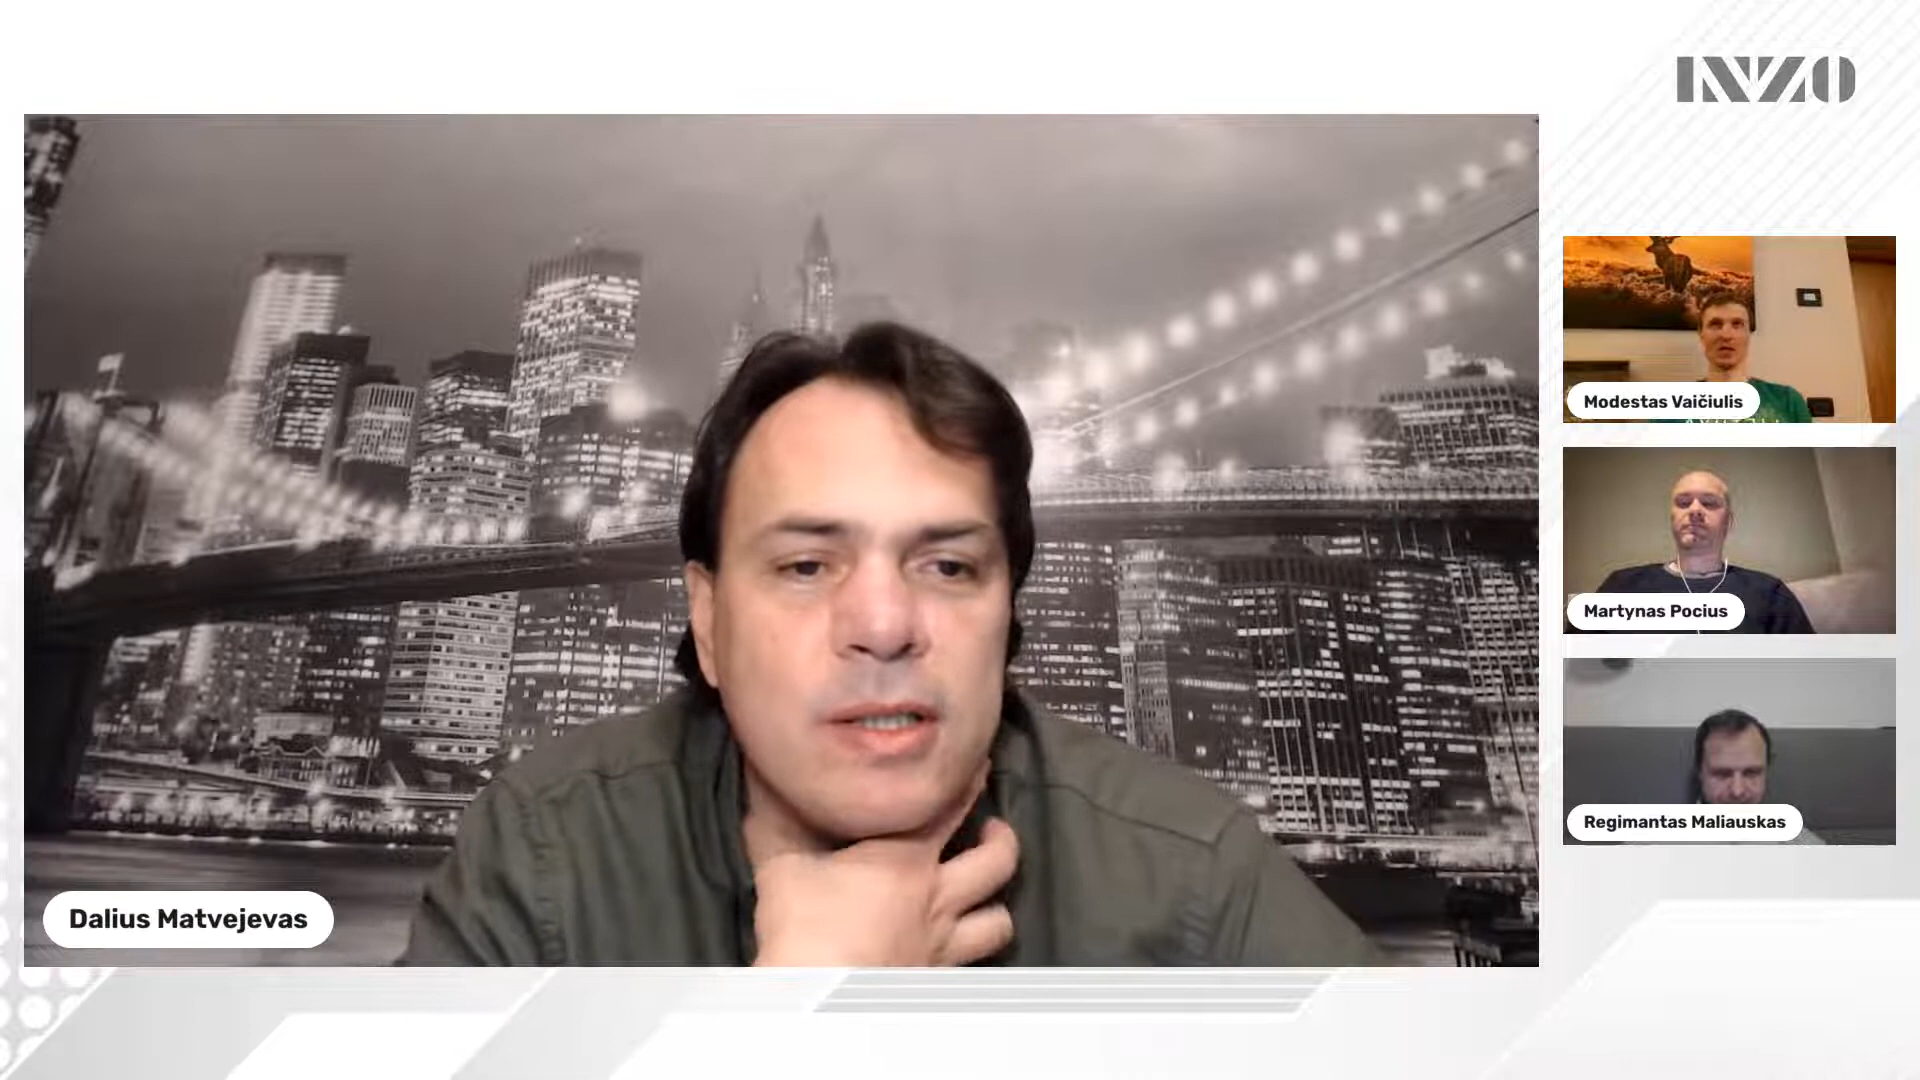 INZO
Modestas Vaičiulis
Martynas Pocius
Regimantas Maliauskas
Dalius Matvejevas